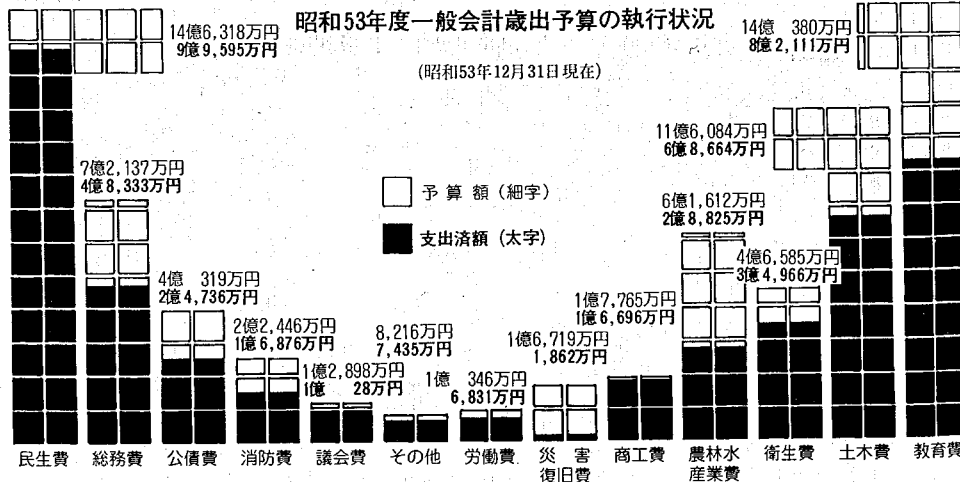 昭和53年度一般会計歳出予算の執行状況
(昭和53年12月31日現在)
14億6,318万円
9億9,595万円
7億2,137万円
4億8,333万円
4億 319万円
2億4,736万円
2億2,446万円
1億6,876万円
1億2,898万円
1億 28万円
8,216万円
7,435万円
1億 346万円
6,831万円
1億6,719万円
1,862万円
1億7,765万円
1億6,696万円
6億1,612万円
2億8,825万円
4億6,585万円
3億4,966万円
11億6,084万円
6億8,664万円
14億 380万円
8億2,111万円
予算額(細字)
支出済額(太字)
民生費
総務費
公債費
消防費
議会費
その他
労働費
災害
復旧費
商工費
農林水
産業費
衛生費
土木費
教育費